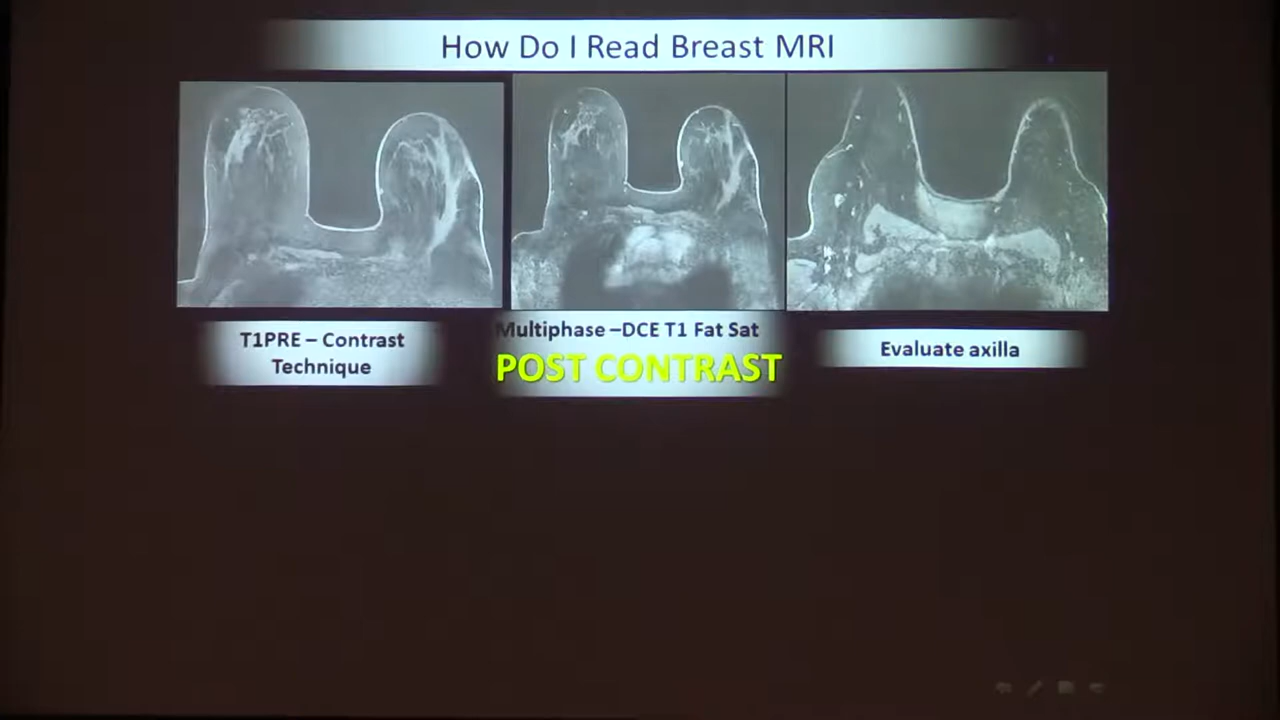 How Do I Read Breast MRI
T1PRE – Contrast
Technique
Multiphase –DCE T1 Fat Sat
POST CONTRAST
Evaluate axilla